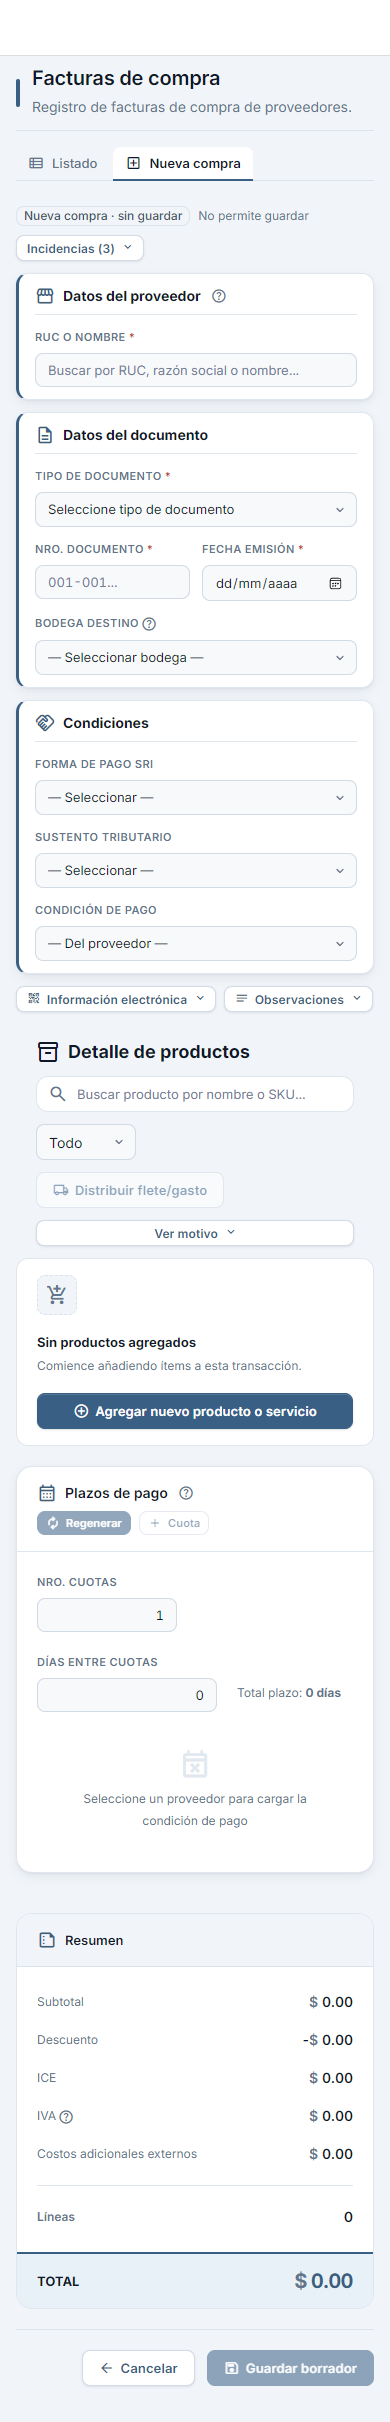 Facturas de compra
Registro de facturas de compra de proveedores.
Listado
Nueva compra
Nueva compra · sin guardar
No permite guardar
Incidencias (3)
Datos del proveedor
RUC O NOMBRE *
Buscar por RUC, razón social o nombre...
Datos del documento
TIPO DE DOCUMENTO *
Seleccione tipo de documento
NRO. DOCUMENTO * FECHA EMISIÓN *
001-001... dd/mm/aaaa
BODEGA DESTINO
— Seleccionar bodega —
Condiciones
FORMA DE PAGO SRI
— Seleccionar —
SUSTENTO TRIBUTARIO
— Seleccionar —
CONDICIÓN DE PAGO
— Del proveedor —
Información electrónica
Observaciones
Detalle de productos
Buscar producto por nombre o SKU...
Todo
Distribuir flete/gasto
Ver motivo
Sin productos agregados
Comience añadiendo ítems a esta transacción.
Agregar nuevo producto o servicio
Plazos de pago
Regenerar
+ Cuota
NRO. CUOTAS
1
DÍAS ENTRE CUOTAS
0
Total plazo: 0 días
Seleccione un proveedor para cargar la
condición de pago
Resumen
Subtotal $ 0.00
Descuento -$ 0.00
ICE $ 0.00
IVA $ 0.00
Costos adicionales externos $ 0.00
Líneas 0
TOTAL $ 0.00
Cancelar
Guardar borrador